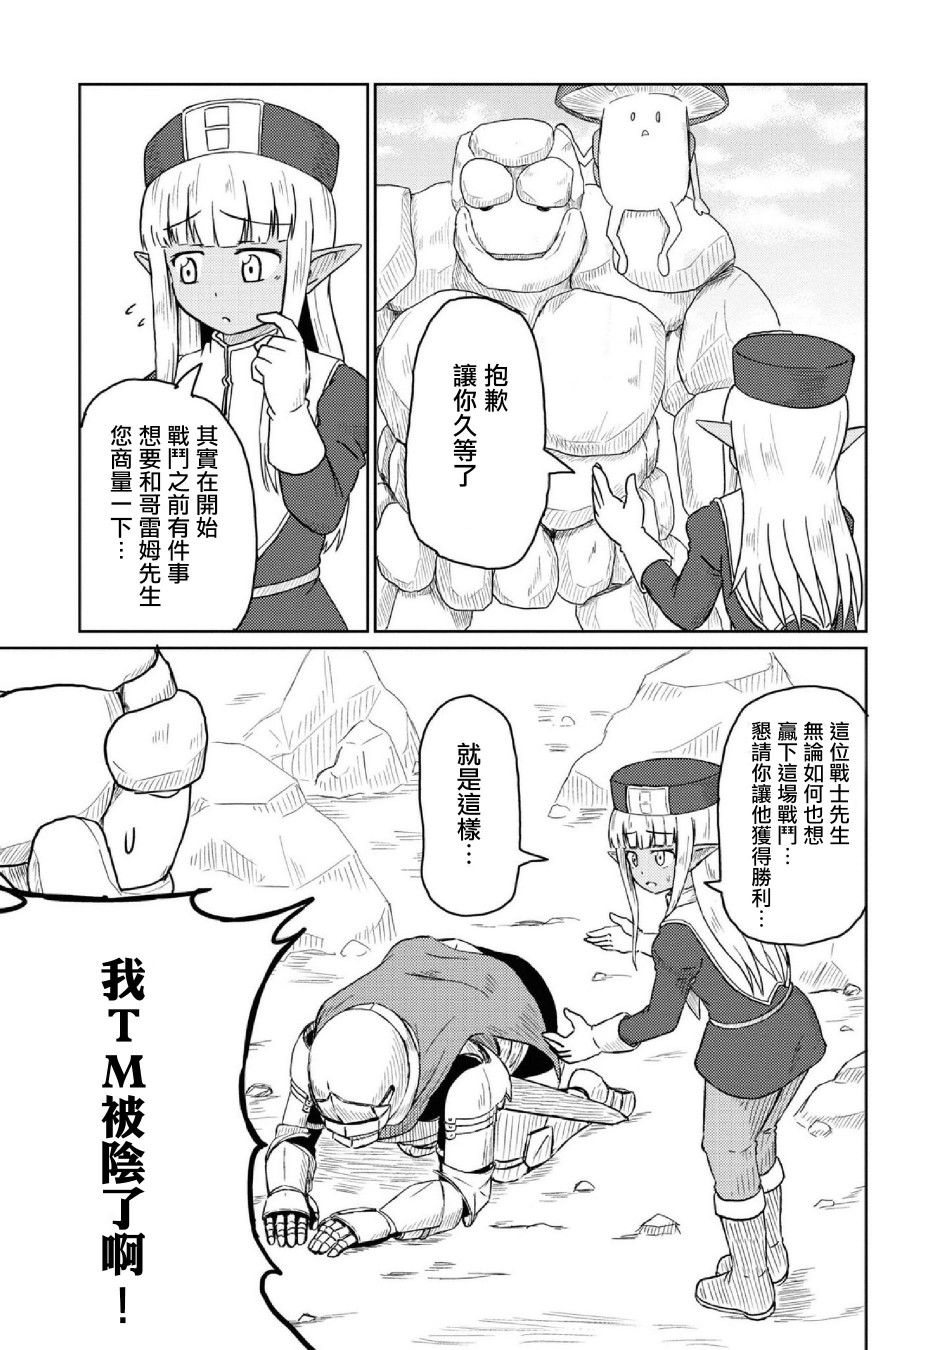 抱歉
讓你久等了
其實在開始
戰鬥之前有件事
想要和哥雷姆先生
您商量一下…
這位戰士先生
無論如何也想
贏下這場戰鬥…
懇請你讓他獲得勝利…
就是這樣…
我TM被陰了啊！